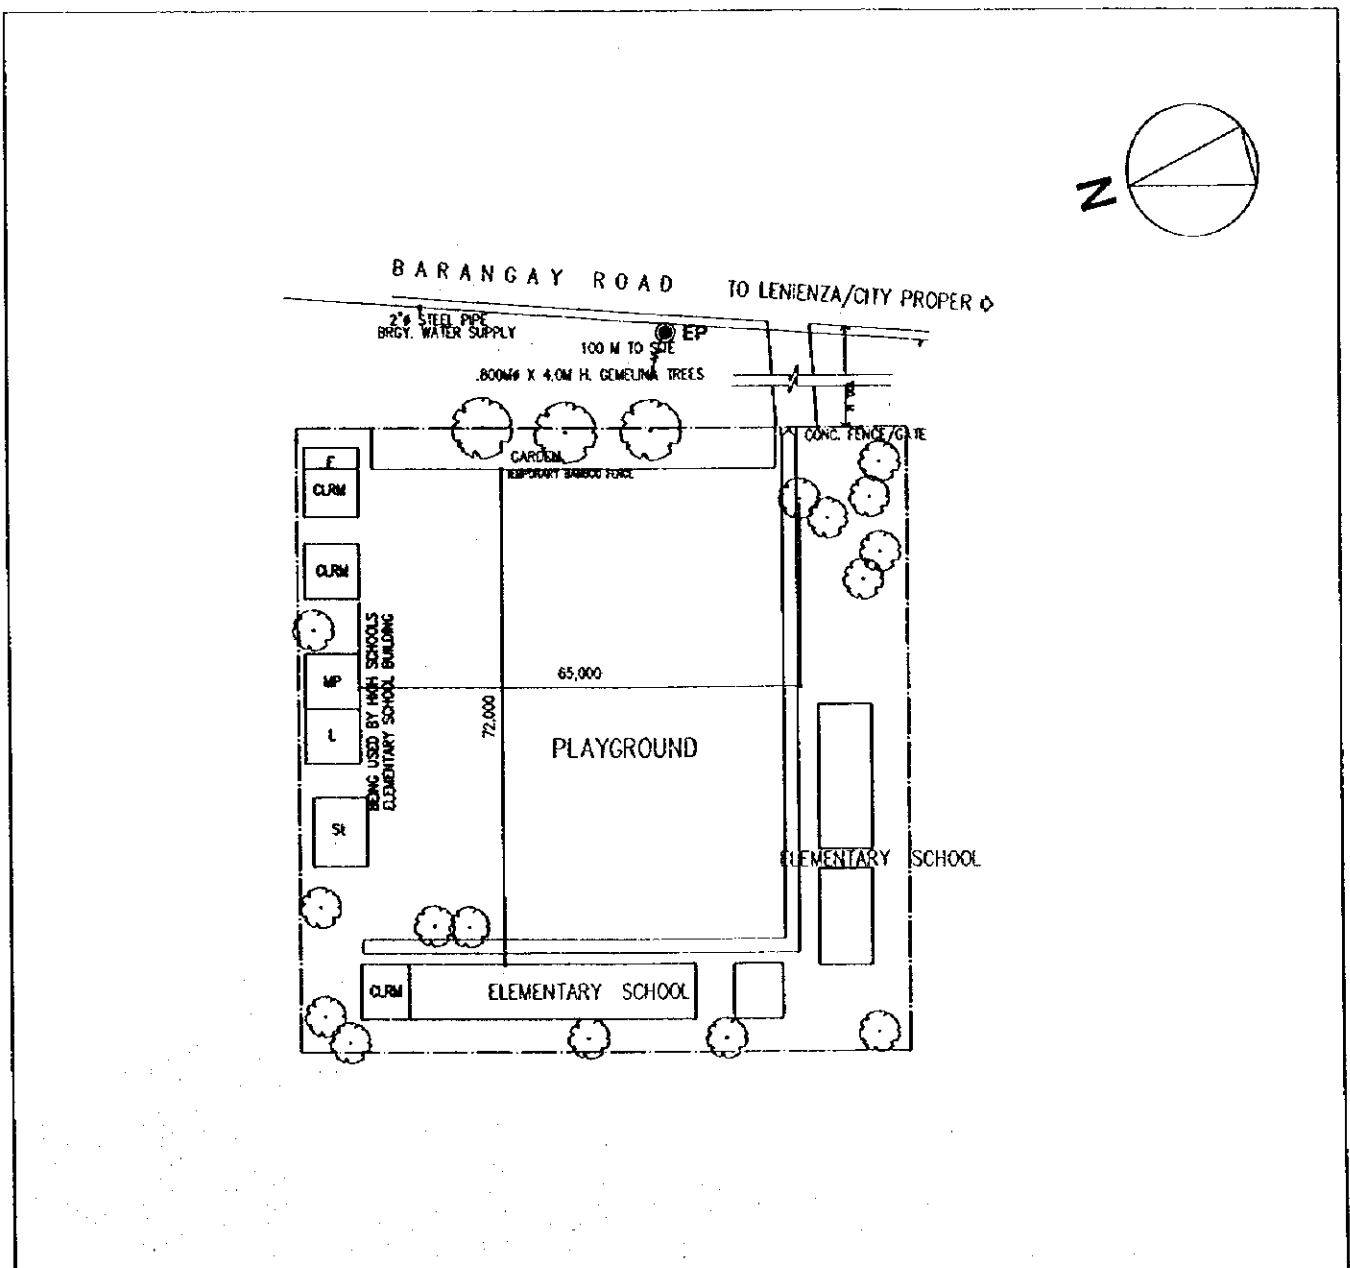 N
BARANGAY ROAD
TO LENIENZA/CITY PROPER
2"ø STEEL PIPE
BRGY. WATER SUPPLY
EP
100 M TO SITE
.800Mø X 4.0M H. GEMELINA TREES
CONC. FENCE/GATE
GARDEN
TEMPORARY BAMBOO FENCE
F
CLRM
CLRM
BEING USED BY HIGH SCHOOLS
ELEMENTARY SCHOOL BUILDING
MP
L
65,000
72,000
PLAYGROUND
St
ELEMENTARY SCHOOL
CLRM
ELEMENTARY SCHOOL